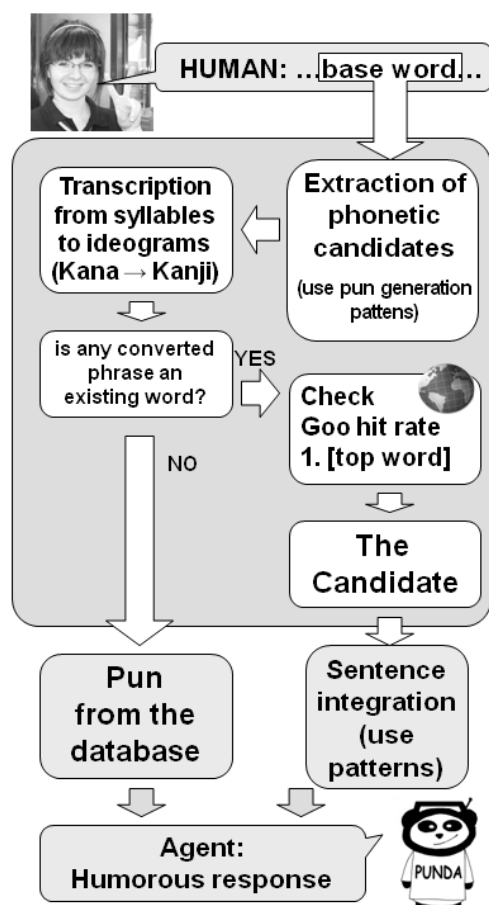 HUMAN: ...base word...
Extraction of
phonetic
candidates
(use pun generation
pattens)
Transcription
from syllables
to ideograms
(Kana → Kanji)
is any converted
phrase an
existing word?
YES
Check
Goo hit rate
1. [top word]
NO
The
Candidate
Pun
from the
database
Sentence
integration
(use
patterns)
Agent:
Humorous response
PUNDA